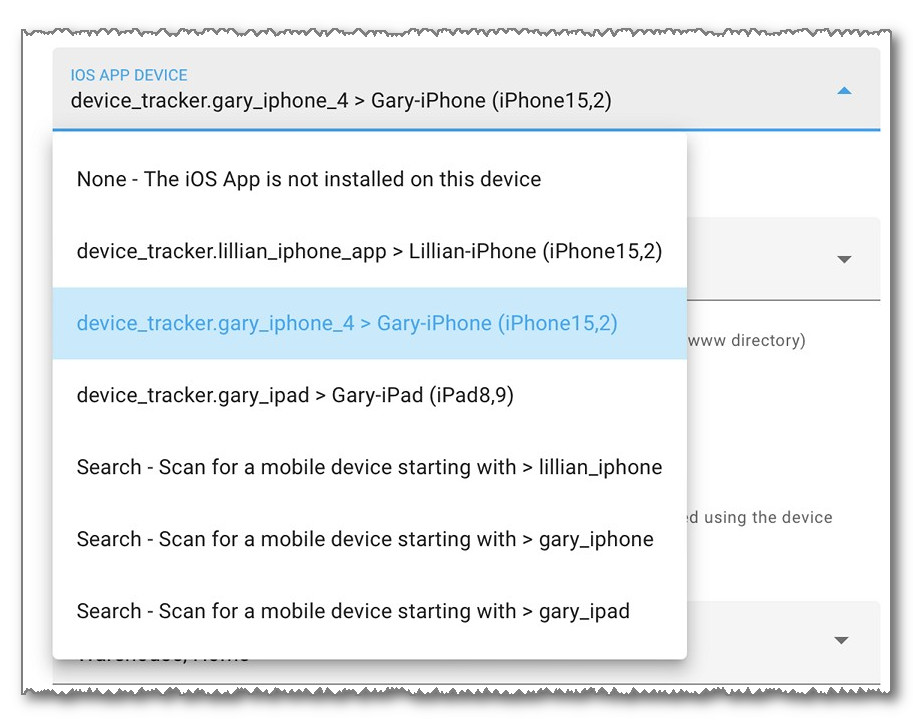 IOS APP DEVICE
device_tracker.gary_iphone_4 > Gary-iPhone (iPhone15,2)
None - The iOS App is not installed on this device
device_tracker.lillian_iphone_app > Lillian-iPhone (iPhone15,2)
device_tracker.gary_iphone_4 > Gary-iPhone (iPhone15,2)
www directory)
device_tracker.gary_ipad > Gary-iPad (iPad8,9)
Search - Scan for a mobile device starting with > lillian_iphone
ed using the device
Search - Scan for a mobile device starting with > gary_iphone
Search - Scan for a mobile device starting with > gary_ipad